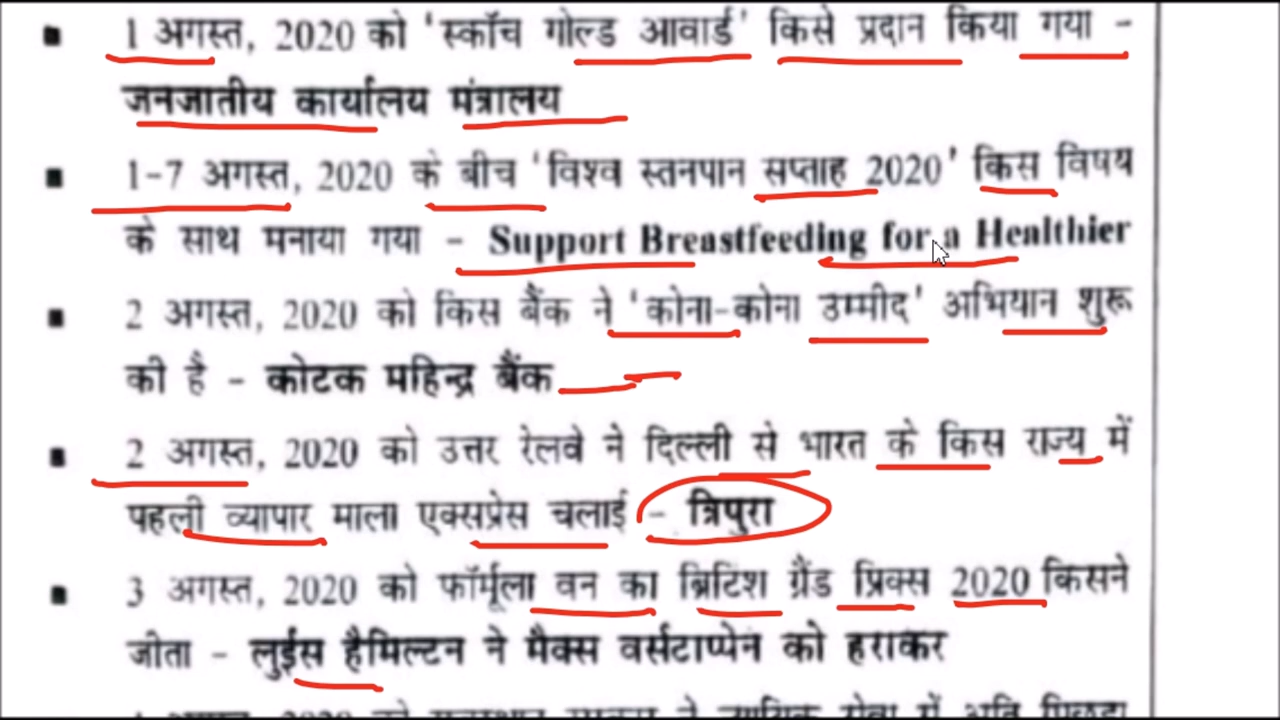 ▪ 1 अगस्त, 2020 को 'स्कॉच गोल्ड आवार्ड' किसे प्रदान किया गया -
जनजातीय कार्यालय मंत्रालय
▪ 1-7 अगस्त, 2020 के बीच 'विश्व स्तनपान सप्ताह 2020' किस विषय
के साथ मनाया गया - Support Breastfeeding for a Healthier
▪ 2 अगस्त, 2020 को किस बैंक ने 'कोना-कोना उम्मीद' अभियान शुरू
की है - कोटक महिन्द्र बैंक
▪ 2 अगस्त, 2020 को उत्तर रेलवे ने दिल्ली से भारत के किस राज्य में
पहली व्यापार माला एक्सप्रेस चलाई - त्रिपुरा
▪ 3 अगस्त, 2020 को फॉर्मूला वन का ब्रिटिश ग्रैंड प्रिक्स 2020 किसने
जीता - लुईस हैमिल्टन ने मैक्स वर्सटाप्पेन को हराकर